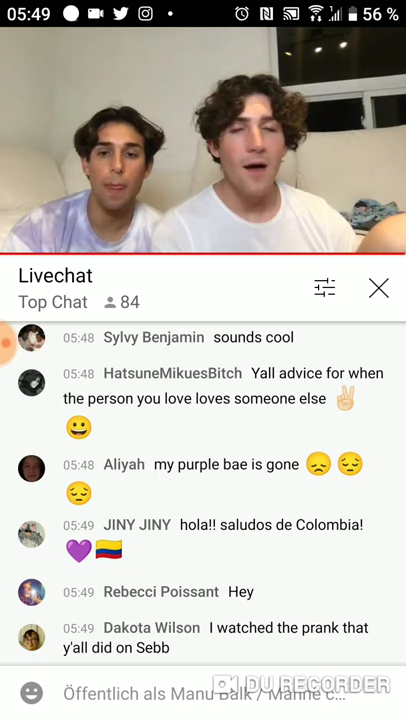 05:49
56 %
Livechat
Top Chat 84
05:48 Sylvy Benjamin sounds cool
05:48 HatsuneMikuesBitch Yall advice for when
the person you love loves someone else ✌🏻
😀
05:48 Aliyah my purple bae is gone 😞 😔
😔
05:49 JINY JINY hola!! saludos de Colombia!
💜🇨🇴
05:49 Rebecci Poissant Hey
05:49 Dakota Wilson I watched the prank that
y'all did on Sebb
Öffentlich als Manu Balk / Männe c...
DU RECORDER